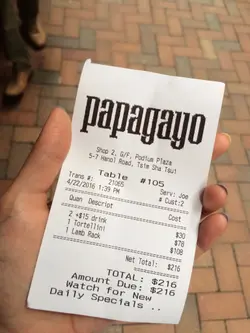 papagayo
Shop 2, G/F, Podium Plaza
5-7 Hanoi Road, Tsim Sha Tsui
Table #105
Trans #: 21065 Serv: Joe
4/22/2016 1:39 PM # Cust:2
Quan Descript Cost
2 +$15 drink $30
1 Tortellini $78
1 Lamb Rack $108
Net Total: $216
TOTAL: $216
Amount Due: $216
Watch for New
Daily Specials ..